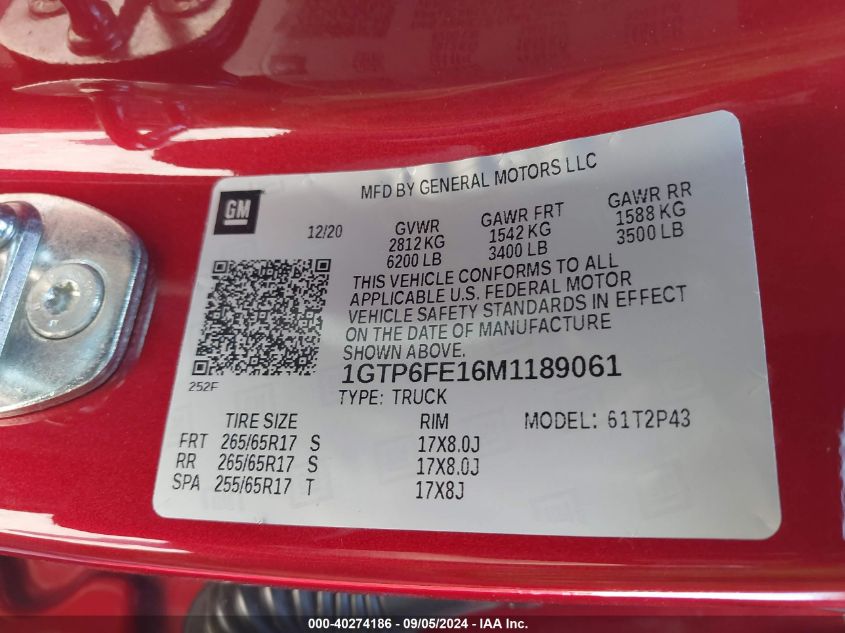 MFD BY GENERAL MOTORS LLC
GM
12/20
GVWR
2812 KG
6200 LB
GAWR FRT
1542 KG
3400 LB
GAWR RR
1588 KG
3500 LB
THIS VEHICLE CONFORMS TO ALL
APPLICABLE U.S. FEDERAL MOTOR
VEHICLE SAFETY STANDARDS IN EFFECT
ON THE DATE OF MANUFACTURE
SHOWN ABOVE.
252F
1GTP6FE16M1189061
TYPE: TRUCK
TIRE SIZE RIM MODEL: 61T2P43
FRT 265/65R17 S 17X8.0J
RR 265/65R17 S 17X8.0J
SPA 255/65R17 T 17X8J
000-40274186 - 09/05/2024 - IAA Inc.